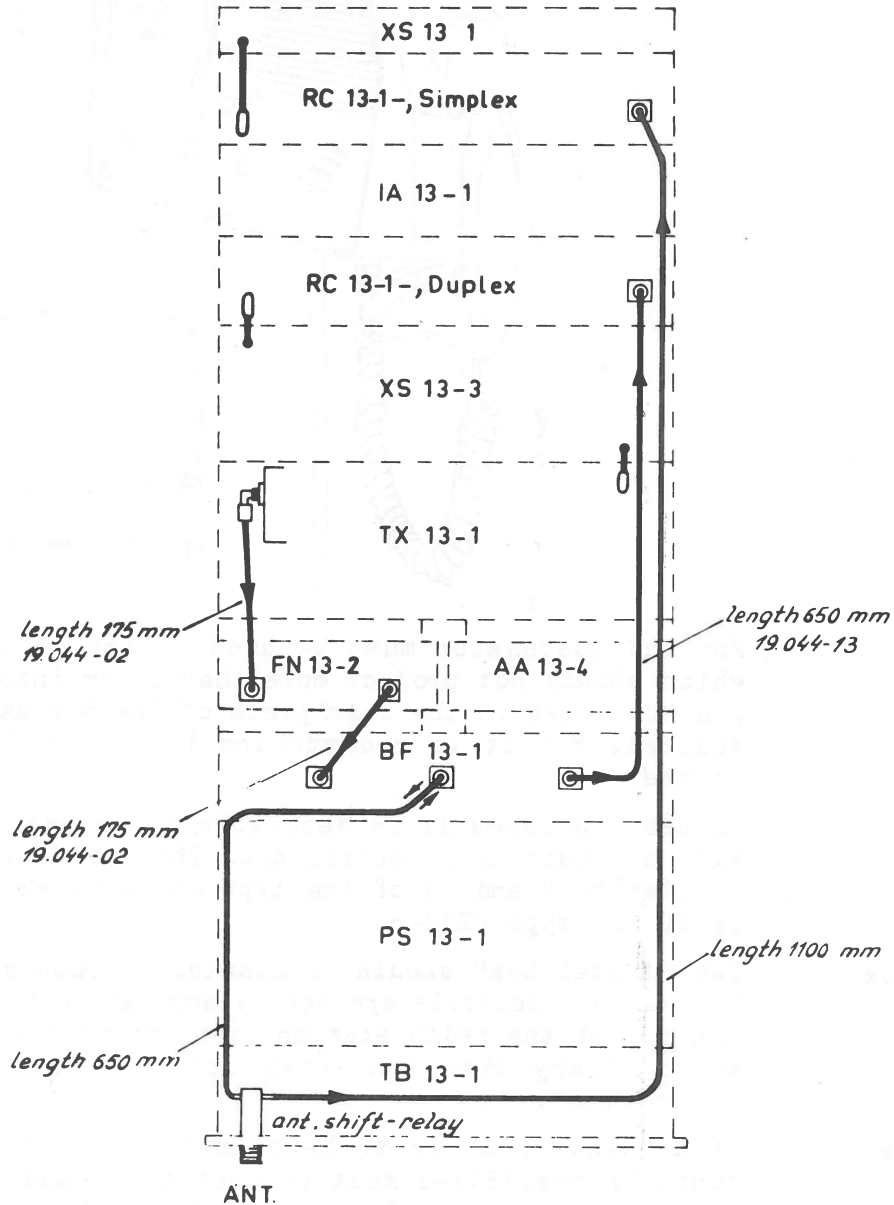 XS 13 1
RC 13-1-, Simplex
IA 13-1
RC 13-1-, Duplex
XS 13-3
TX 13-1
length 175 mm
19.044-02
length 650 mm
19.044-13
FN 13-2
AA 13-4
BF 13-1
length 175 mm
19.044-02
PS 13-1
length 1100 mm
length 650 mm
TB 13-1
ant. shift-relay
ANT.